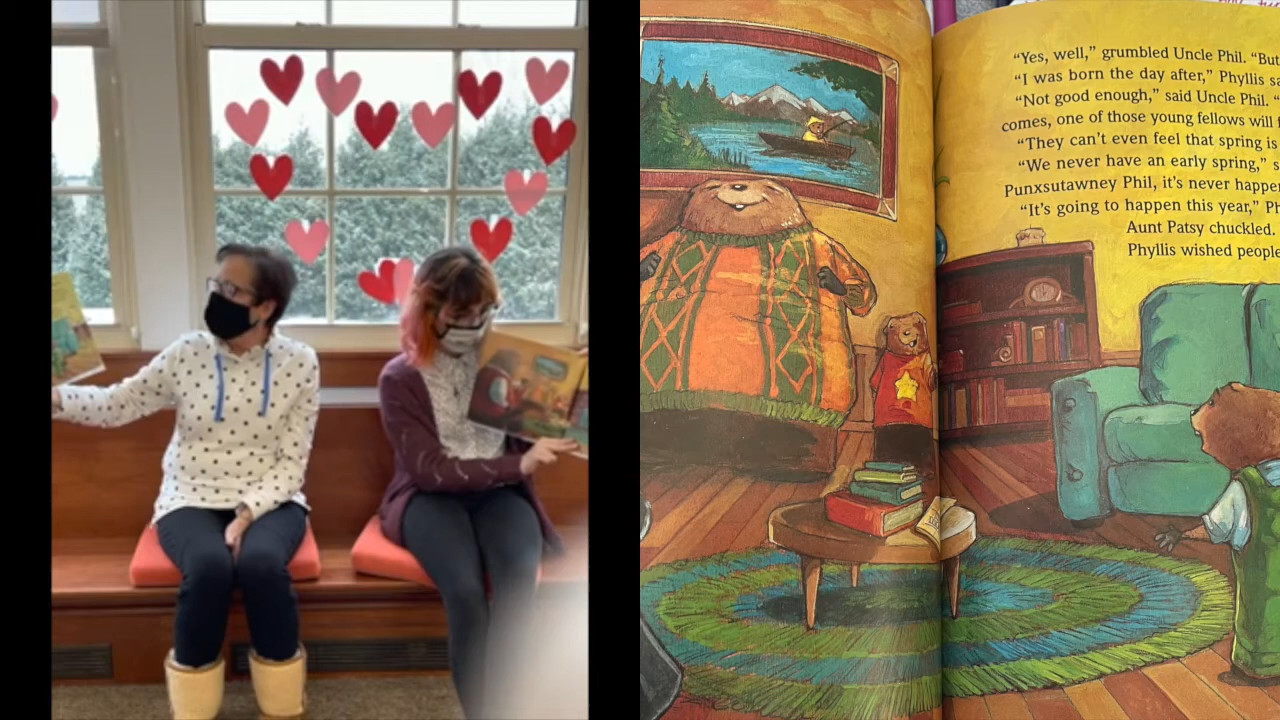 “Yes, well,” grumbled Uncle Phil. “But
“I was born the day after,” Phyllis sa
“Not good enough,” said Uncle Phil. “
comes, one of those young fellows will f
“They can’t even feel that spring is
“We never have an early spring,” s
Punxsutawney Phil, it’s never happe
“It’s going to happen this year,” Ph
Aunt Patsy chuckled.
Phyllis wished people